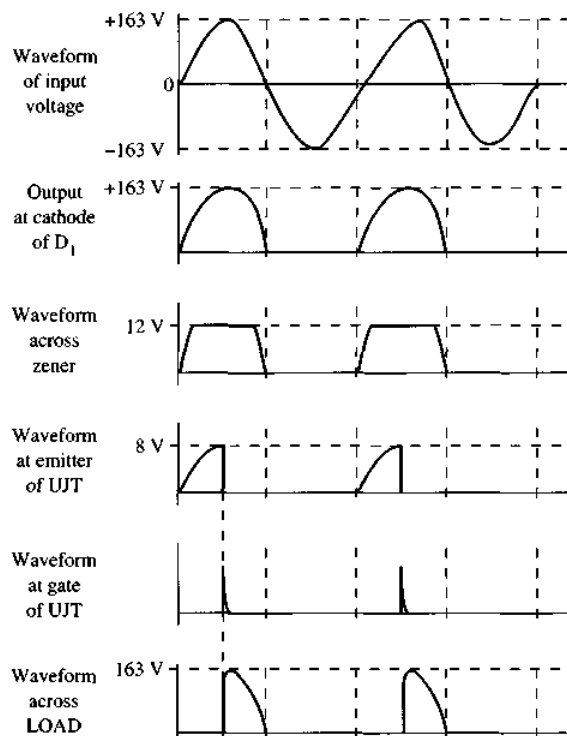 +163 V
Waveform
of input
voltage
0
−163 V
Output
at cathode
of D1
+163 V
Waveform
across
zener
12 V
Waveform
at emitter
of UJT
8 V
Waveform
at gate
of UJT
Waveform
across
LOAD
163 V